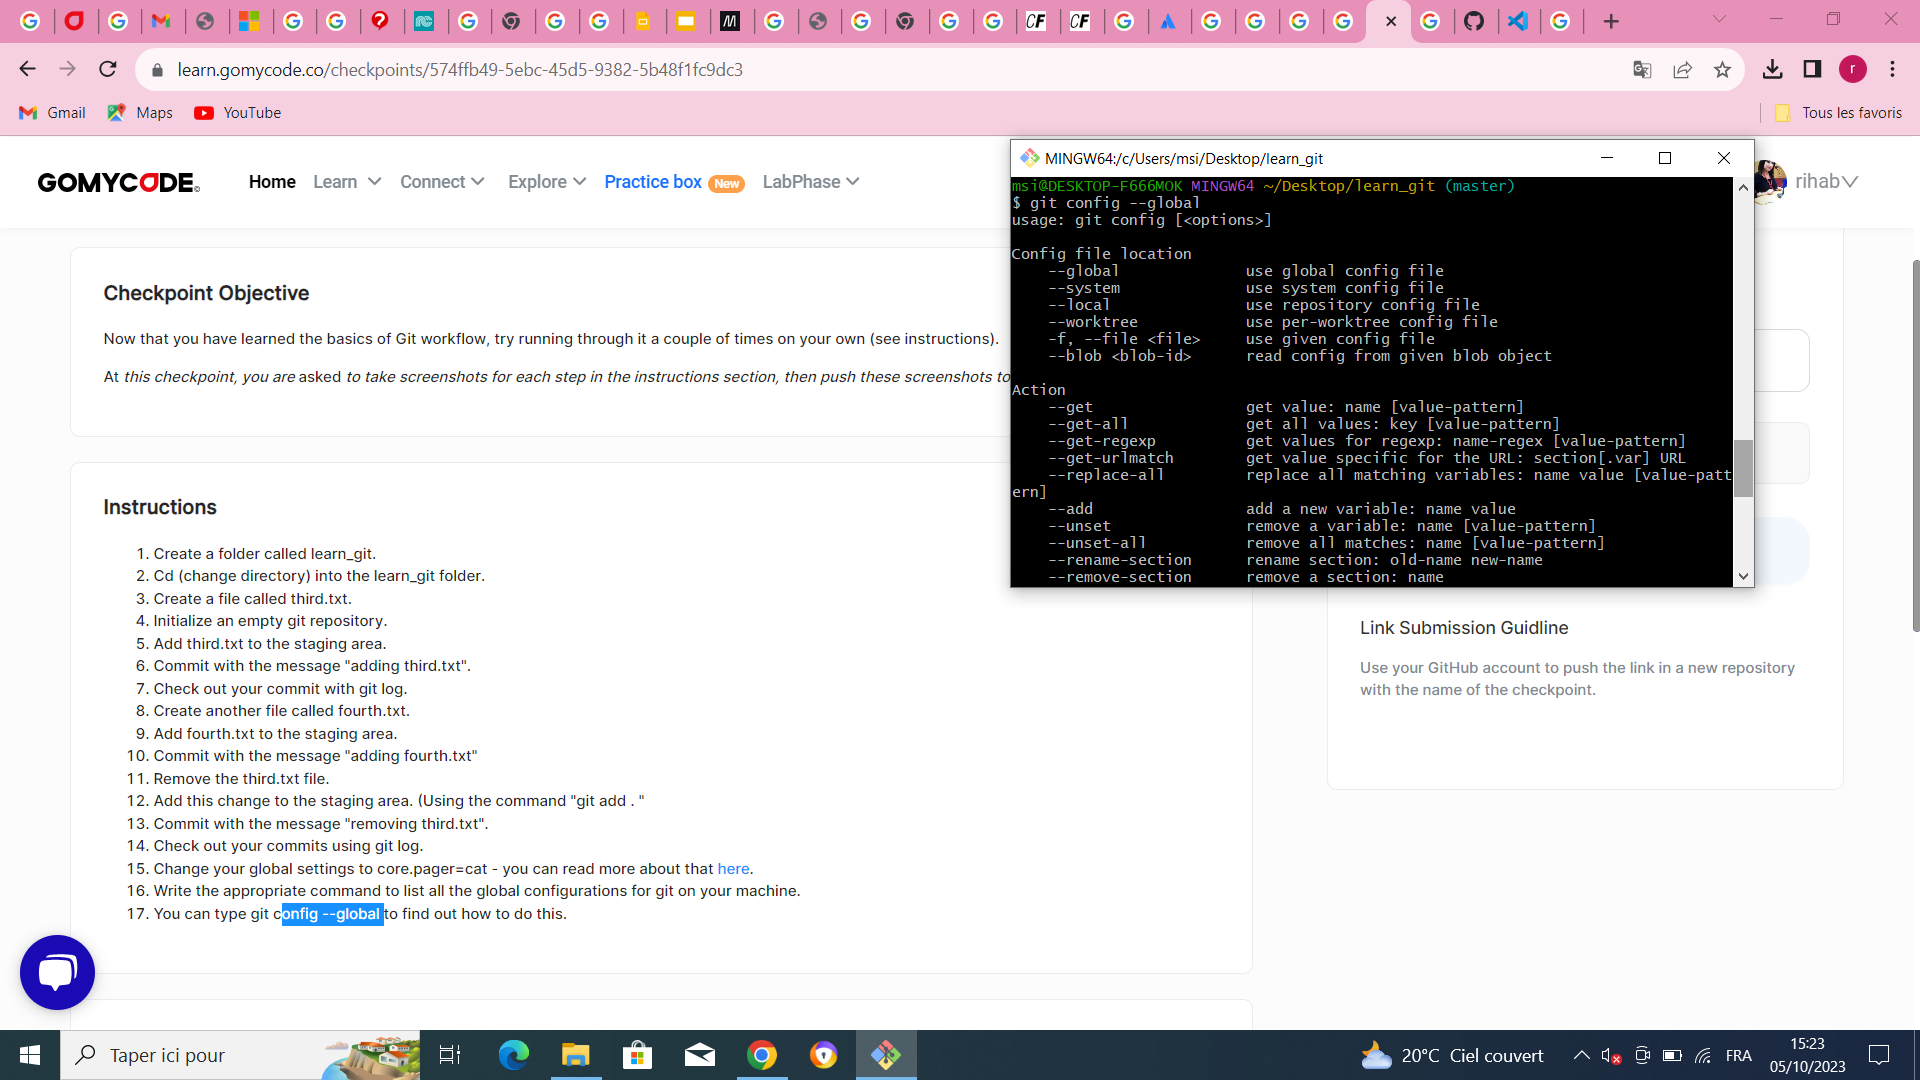 learn.gomycode.co/checkpoints/574ffb49-5ebc-45d5-9382-5b48f1fc9dc3
r
Gmail
Maps
YouTube
Tous les favoris
GOMYCODE
Home
Learn
Connect
Explore
Practice box New
LabPhase
rihab
Checkpoint Objective
Now that you have learned the basics of Git workflow, try running through it a couple of times on your own (see instructions).
At this checkpoint, you are asked to take screenshots for each step in the instructions section, then push these screenshots to
Instructions
1. Create a folder called learn_git.
2. Cd (change directory) into the learn_git folder.
3. Create a file called third.txt.
4. Initialize an empty git repository.
5. Add third.txt to the staging area.
6. Commit with the message "adding third.txt".
7. Check out your commit with git log.
8. Create another file called fourth.txt.
9. Add fourth.txt to the staging area.
10. Commit with the message "adding fourth.txt"
11. Remove the third.txt file.
12. Add this change to the staging area. (Using the command "git add . "
13. Commit with the message "removing third.txt".
14. Check out your commits using git log.
15. Change your global settings to core.pager=cat - you can read more about that here.
16. Write the appropriate command to list all the global configurations for git on your machine.
17. You can type git config --global to find out how to do this.
MINGW64:/c/Users/msi/Desktop/learn_git
msi@DESKTOP-F666MOK MINGW64 ~/Desktop/learn_git (master)
$ git config --global
usage: git config [<options>]
Config file location
--global use global config file
--system use system config file
--local use repository config file
--worktree use per-worktree config file
-f, --file <file> use given config file
--blob <blob-id> read config from given blob object
Action
--get get value: name [value-pattern]
--get-all get all values: key [value-pattern]
--get-regexp get values for regexp: name-regex [value-pattern]
--get-urlmatch get value specific for the URL: section[.var] URL
--replace-all replace all matching variables: name value [value-patt
ern]
--add add a new variable: name value
--unset remove a variable: name [value-pattern]
--unset-all remove all matches: name [value-pattern]
--rename-section rename section: old-name new-name
--remove-section remove a section: name
Link Submission Guidline
Use your GitHub account to push the link in a new repository
with the name of the checkpoint.
Taper ici pour
20°C Ciel couvert
FRA
15:23
05/10/2023